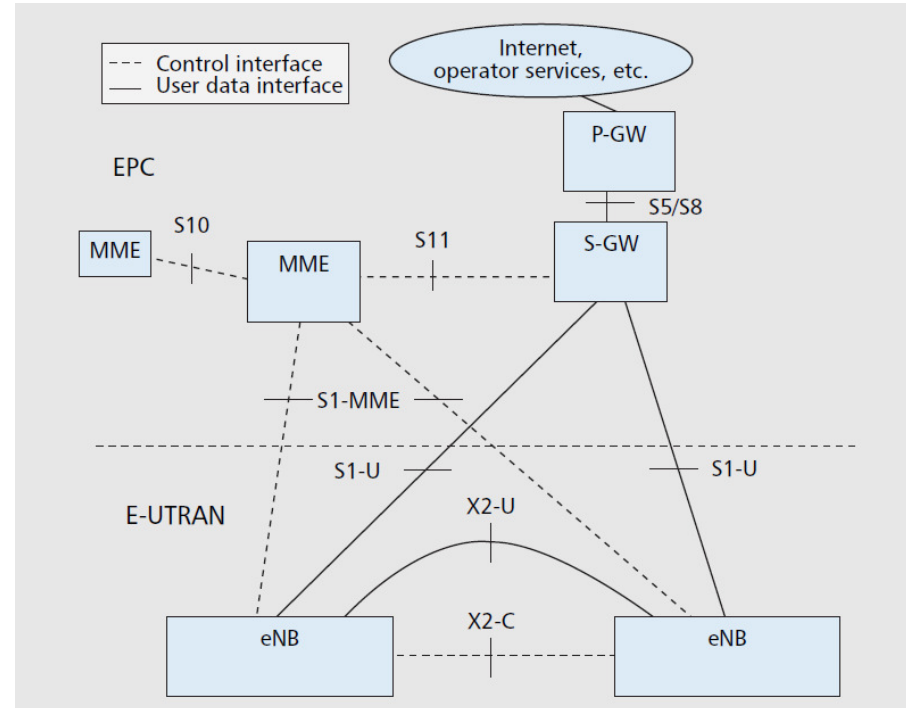 Control interface
User data interface
Internet,
operator services, etc.
P-GW
EPC
S5/S8
S10
S11
S-GW
MME
MME
S1-MME
S1-U
S1-U
E-UTRAN
X2-U
X2-C
eNB
eNB